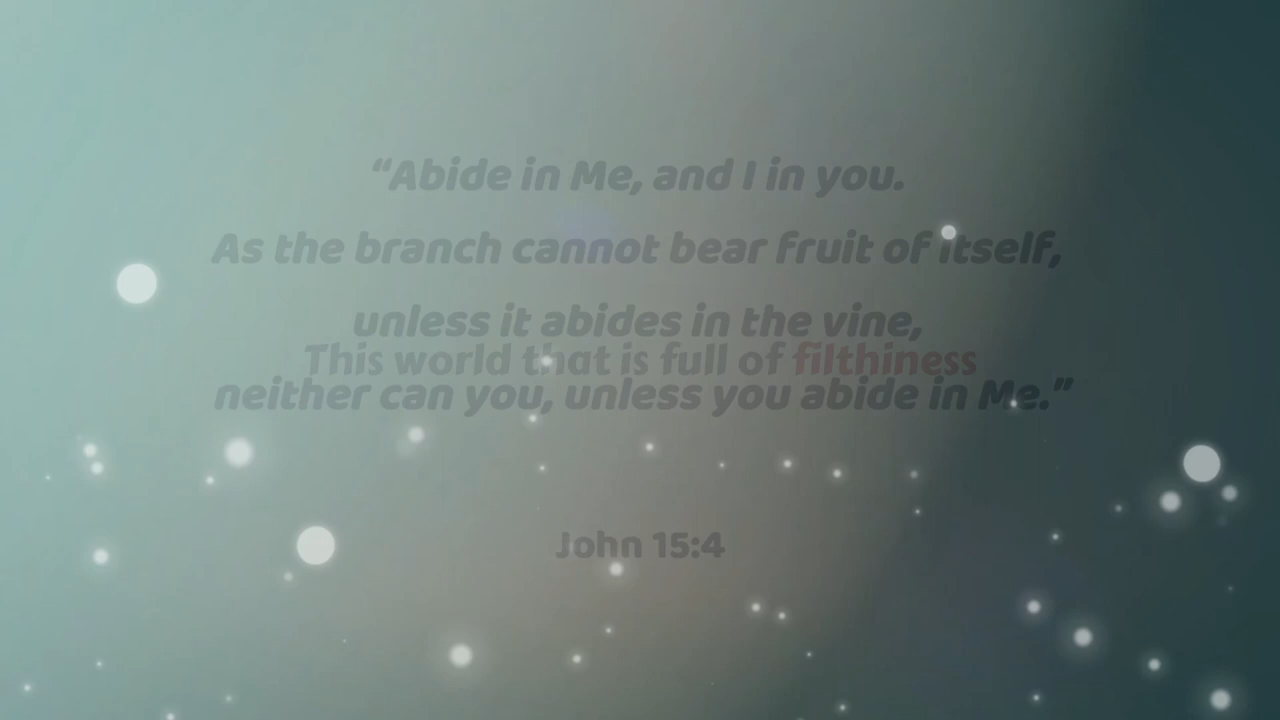 “Abide in Me, and I in you.
As the branch cannot bear fruit of itself,
unless it abides in the vine,
This world that is full of filthiness
neither can you, unless you abide in Me.”
John 15:4